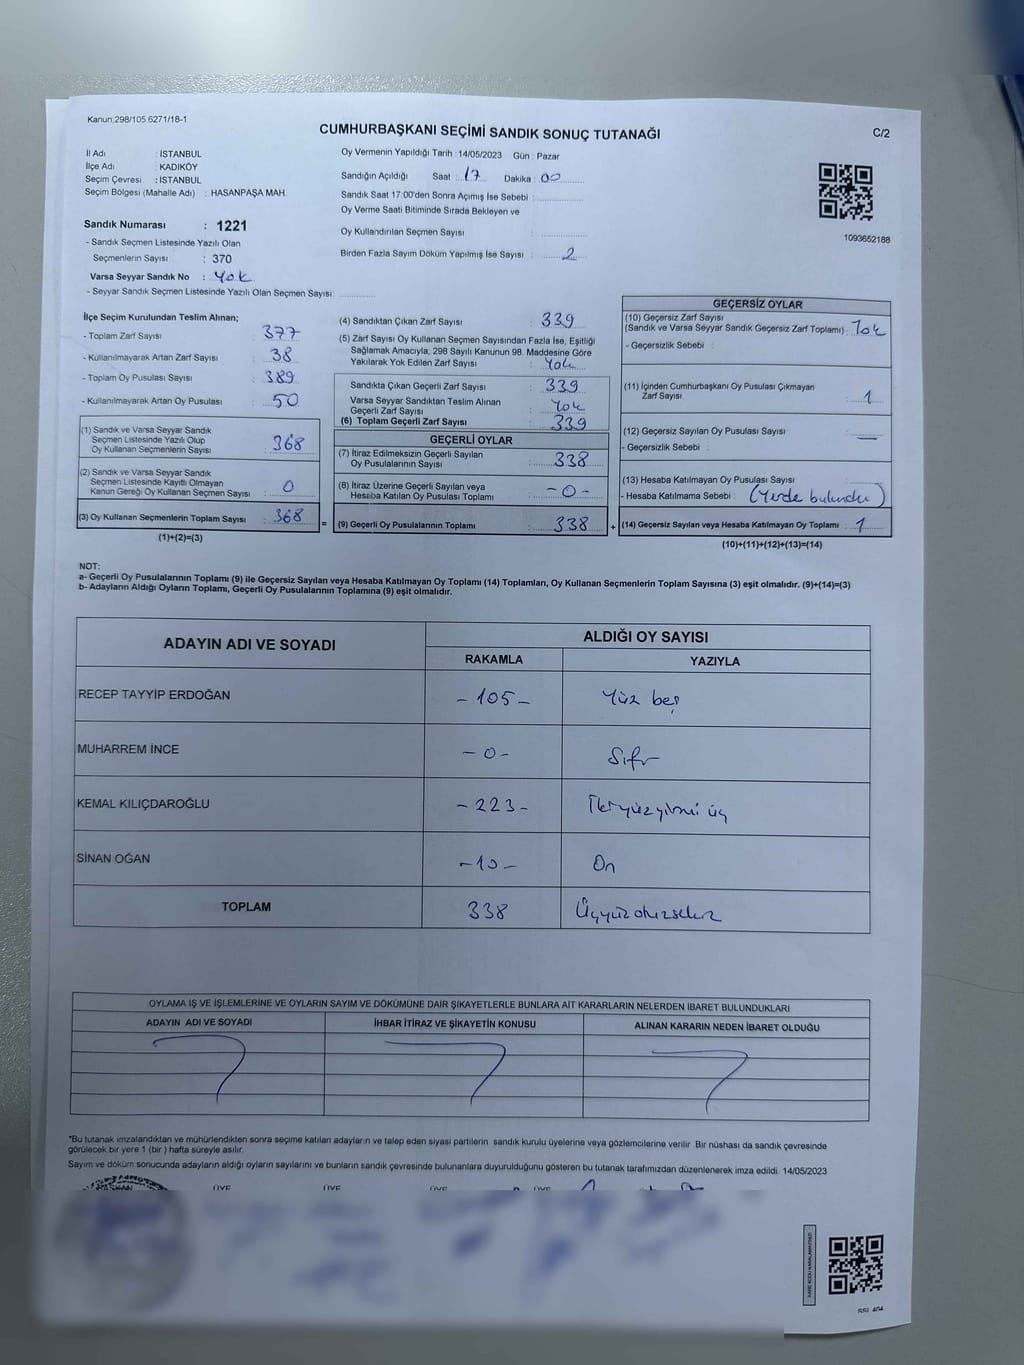 Kanun;298/105 6271/18-1
CUMHURBAŞKANI SEÇİMİ SANDIK SONUÇ TUTANAĞI
C/2
İl Adı : İSTANBUL
İlçe Adı : KADIKÖY
Seçim Çevresi : İSTANBUL
Seçim Bölgesi (Mahalle Adı) : HASANPAŞA MAH.
Sandık Numarası : 1221
- Sandık Seçmen Listesinde Yazılı Olan
Seçmenlerin Sayısı : 370
Varsa Seyyar Sandık No : Yok
- Seyyar Sandık Seçmen Listesinde Yazılı Olan Seçmen Sayısı:
Oy Vermenin Yapıldığı Tarih :14/05/2023 Gün : Pazar
Sandığın Açıldığı Saat : 17 Dakika : 00
Sandık Saat 17:00'den Sonra Açımış İse Sebebi :
Oy Verme Saati Bitiminde Sırada Bekleyen ve
Oy Kullandırılan Seçmen Sayısı :
Birden Fazla Sayım Döküm Yapılmış İse Sayısı : 2
1093652188
İlçe Seçim Kurulundan Teslim Alınan;
- Toplam Zarf Sayısı : 377
- Kullanılmayarak Artan Zarf Sayısı : 38
- Toplam Oy Pusulası Sayısı : 389
- Kullanılmayarak Artan Oy Pusulası : 50
(1) Sandık ve Varsa Seyyar Sandık
Seçmen Listesinde Yazılı Olup
Oy Kullanan Seçmenlerin Sayısı : 368
(2) Sandık ve Varsa Seyyar Sandık
Seçmen Listesinde Kayıtlı Olmayan
Kanun Gereği Oy Kullanan Seçmen Sayısı : 0
(3) Oy Kullanan Seçmenlerin Toplam Sayısı : 368
(1)+(2)=(3)
(4) Sandıktan Çıkan Zarf Sayısı : 339
(5) Zarf Sayısı Oy Kullanan Seçmen Sayısından Fazla İse, Eşitliği
Sağlamak Amacıyla; 298 Sayılı Kanunun 98. Maddesine Göre
Yakılarak Yok Edilen Zarf Sayısı : Yok
Sandıkta Çıkan Geçerli Zarf Sayısı : 339
Varsa Seyyar Sandıktan Teslim Alınan
Geçerli Zarf Sayısı : Yok
(6) Toplam Geçerli Zarf Sayısı : 339
GEÇERLİ OYLAR
(7) İtiraz Edilmeksizin Geçerli Sayılan
Oy Pusulalarının Sayısı : 338
(8) İtiraz Üzerine Geçerli Sayılan veya
Hesaba Katılan Oy Pusulası Toplamı : -0-
= (9) Geçerli Oy Pusulalarının Toplamı : 338
GEÇERSİZ OYLAR
(10) Geçersiz Zarf Sayısı
(Sandık ve Varsa Seyyar Sandık Geçersiz Zarf Toplamı) : Yok
- Geçersizlik Sebebi :
(11) İçinden Cumhurbaşkanı Oy Pusulası Çıkmayan
Zarf Sayısı : 1
(12) Geçersiz Sayılan Oy Pusulası Sayısı : —
- Geçersizlik Sebebi :
(13) Hesaba Katılmayan Oy Pusulası Sayısı :
- Hesaba Katılmama Sebebi : (Yerde bulundu)
+ (14) Geçersiz Sayılan veya Hesaba Katılmayan Oy Toplamı : 1
(10)+(11)+(12)+(13)=(14)
NOT:
a- Geçerli Oy Pusulalarının Toplamı (9) ile Geçersiz Sayılan veya Hesaba Katılmayan Oy Toplamı (14) Toplamları, Oy Kullanan Seçmenlerin Toplam Sayısına (3) eşit olmalıdır. (9)+(14)=(3)
b- Adayların Aldığı Oyların Toplamı, Geçerli Oy Pusulalarının Toplamına (9) eşit olmalıdır.
ADAYIN ADI VE SOYADI ALDIĞI OY SAYISI
RAKAMLA YAZIYLA
RECEP TAYYİP ERDOĞAN -105- Yüz beş
MUHARREM İNCE -0- Sıfır
KEMAL KILIÇDAROĞLU -223- İkiyüzyirmi üç
SİNAN OĞAN -10- On
TOPLAM 338 Üçyüzotuzsekiz
OYLAMA İŞ VE İŞLEMLERİNE VE OYLARIN SAYIM VE DÖKÜMÜNE DAİR ŞİKAYETLERLE BUNLARA AİT KARARLARIN NELERDEN İBARET BULUNDUKLARI
ADAYIN ADI VE SOYADI İHBAR İTİRAZ VE ŞİKAYETİN KONUSU ALINAN KARARIN NEDEN İBARET OLDUĞU
*Bu tutanak imzalandıktan ve mühürlendikten sonra seçime katılan adayların ve talep eden siyasi partilerin sandık kurulu üyelerine veya gözlemcilerine verilir. Bir nüshası da sandık çevresinde
görülecek bir yere 1 (bir ) hafta süreyle asılır.
Sayım ve döküm sonucunda adayların aldığı oyların sayılarını ve bunların sandık çevresinde bulunanlara duyurulduğunu gösteren bu tutanak tarafımızdan düzenlenerek imza edildi. 14/05/2023
BAŞKAN ÜYE ÜYE ÜYE ÜYE